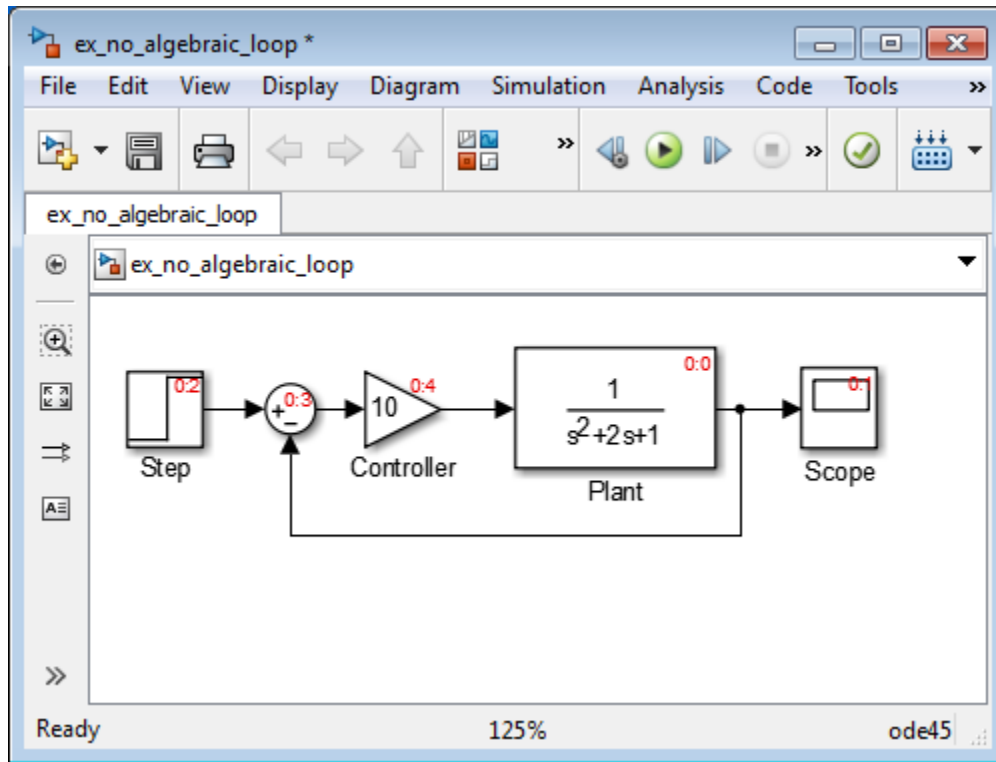 ex_no_algebraic_loop *
File Edit View Display Diagram Simulation Analysis Code Tools »
ex_no_algebraic_loop
ex_no_algebraic_loop
0:2
Step
+
0:3
−
10
0:4
Controller
0:0
1
s²+2s+1
Plant
0:1
Scope
Ready 125% ode45